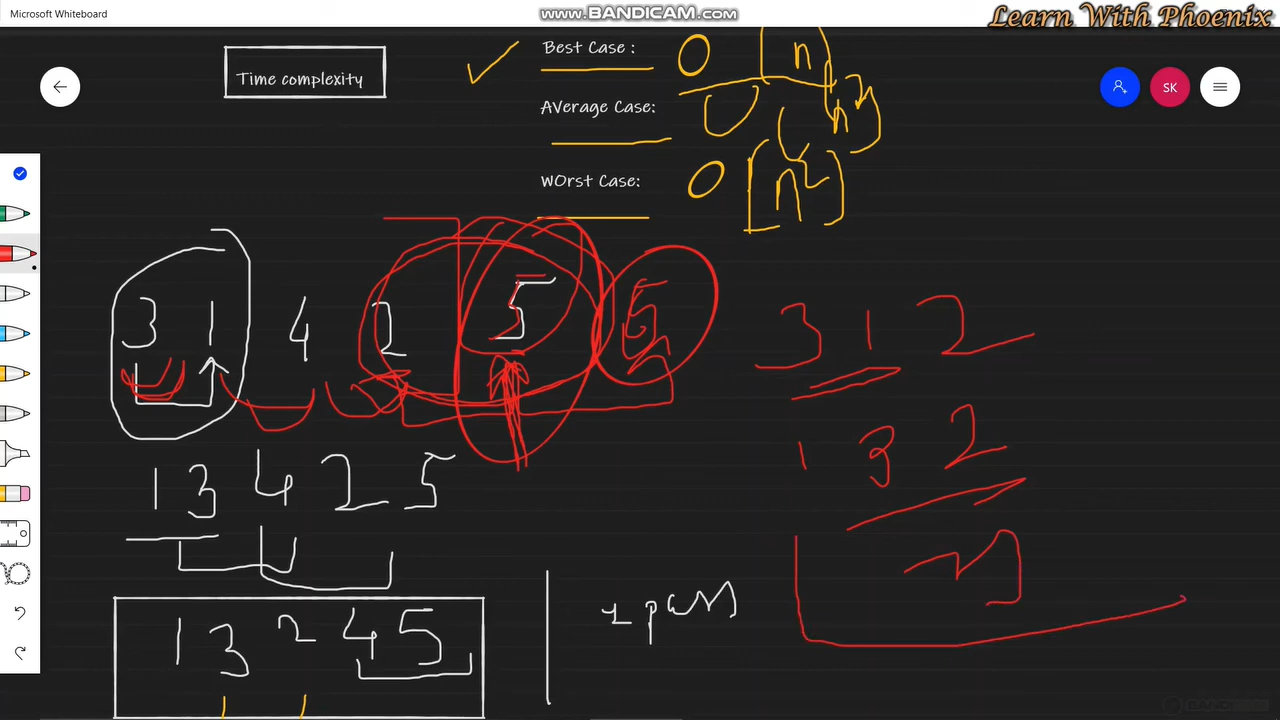 Microsoft Whiteboard
www.BANDICAM.com
Learn With Phoenix
Time complexity
Best Case : O (n)
AVerage Case: (n²)
WOrst Case: O [n²]
SK
3 1 4 2 5 5
3 1 2
1 3 2
1 3 4 2 5
1 3 2 4 5
pass